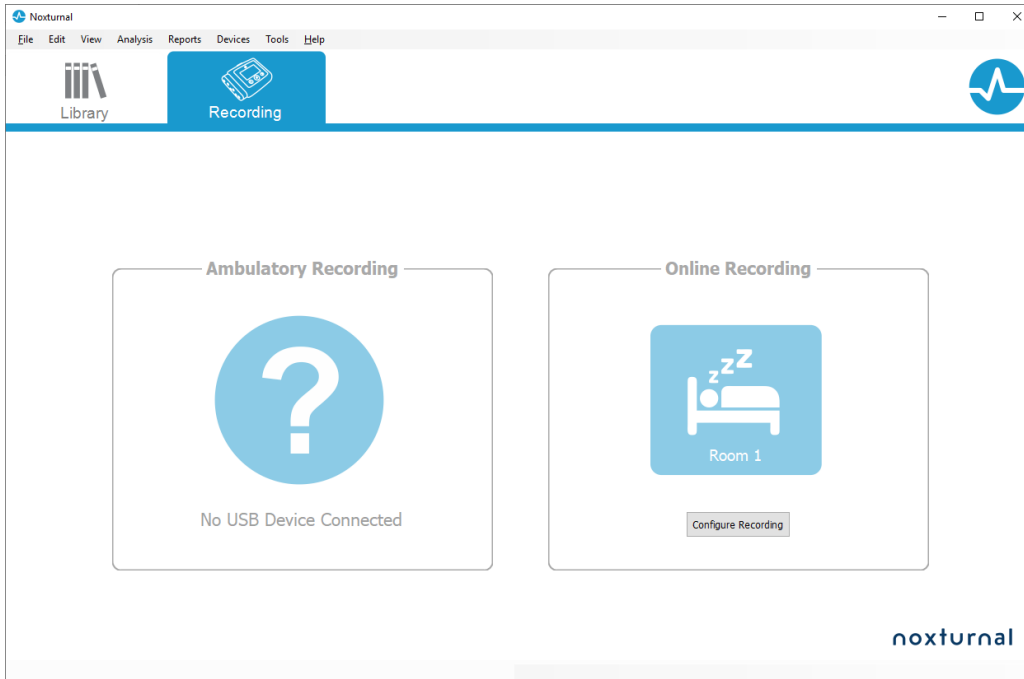 Noxturnal
File Edit View Analysis Reports Devices Tools Help
Library
Recording
Ambulatory Recording
?
No USB Device Connected
Online Recording
z z z
Room 1
Configure Recording
noxturnal